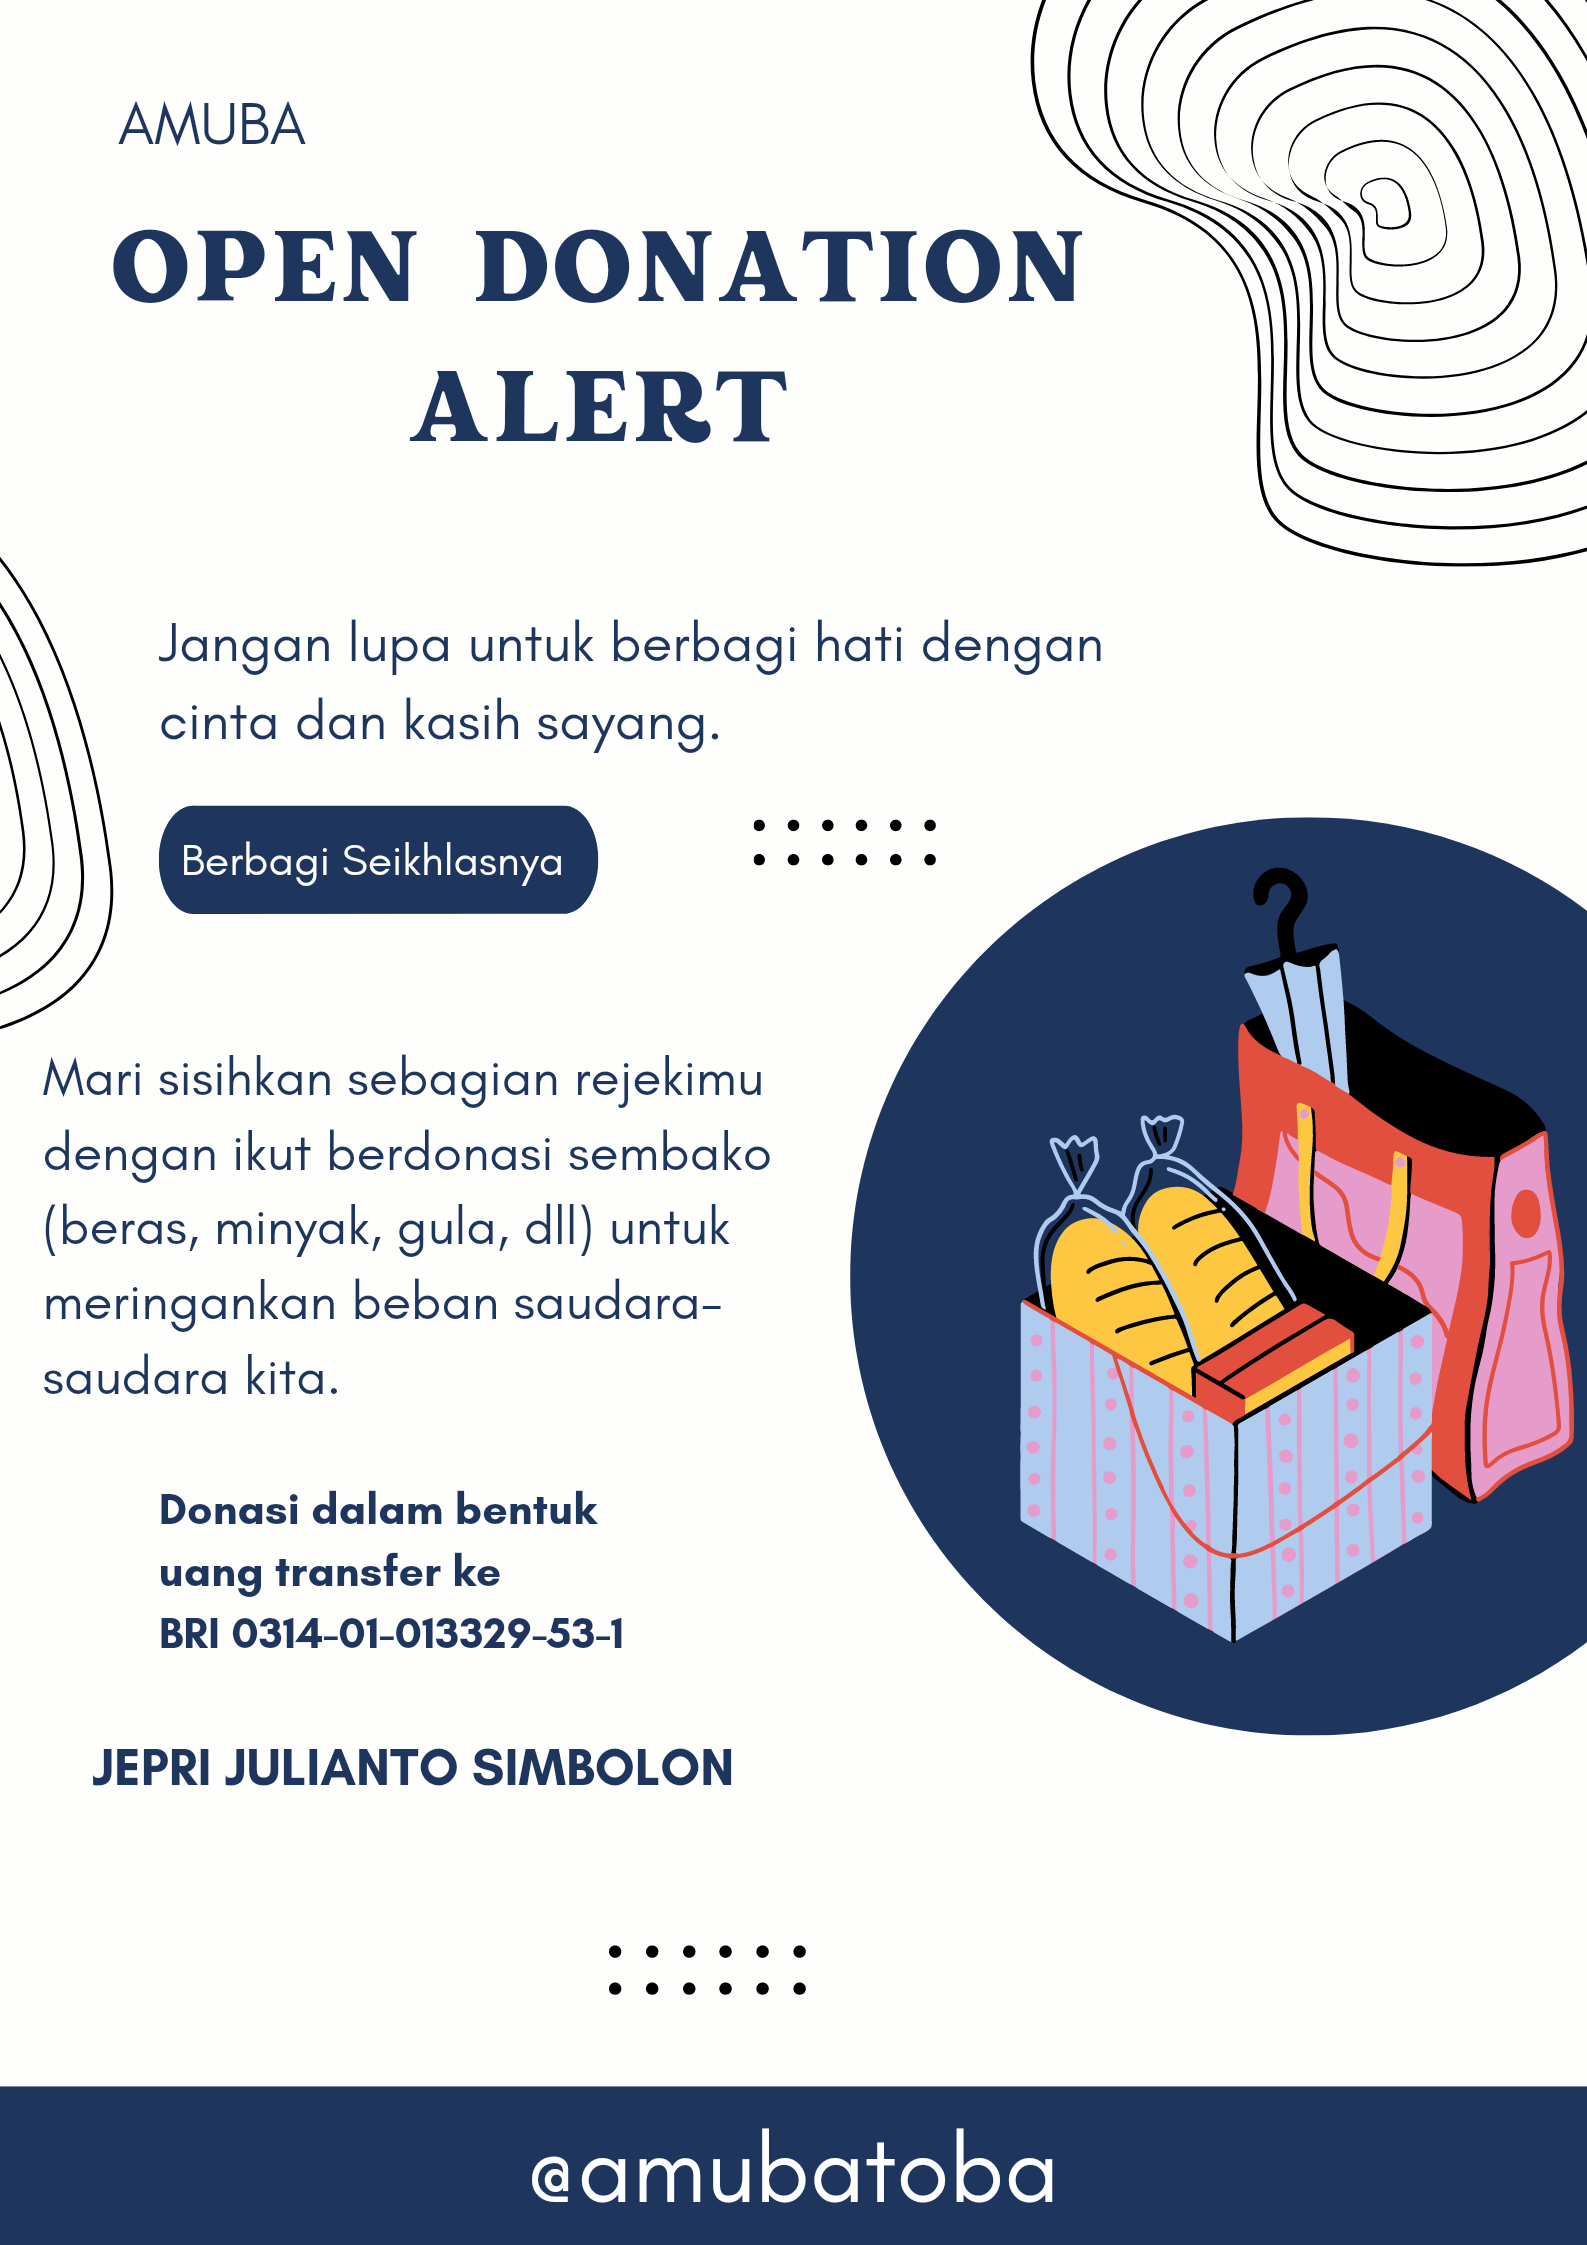 AMUBA
OPEN DONATION
ALERT
Jangan lupa untuk berbagi hati dengan
cinta dan kasih sayang.
Berbagi Seikhlasnya
Mari sisihkan sebagian rejekimu
dengan ikut berdonasi sembako
(beras, minyak, gula, dll) untuk
meringankan beban saudara-
saudara kita.
Donasi dalam bentuk
uang transfer ke
BRI 0314-01-013329-53-1
JEPRI JULIANTO SIMBOLON
@amubatoba